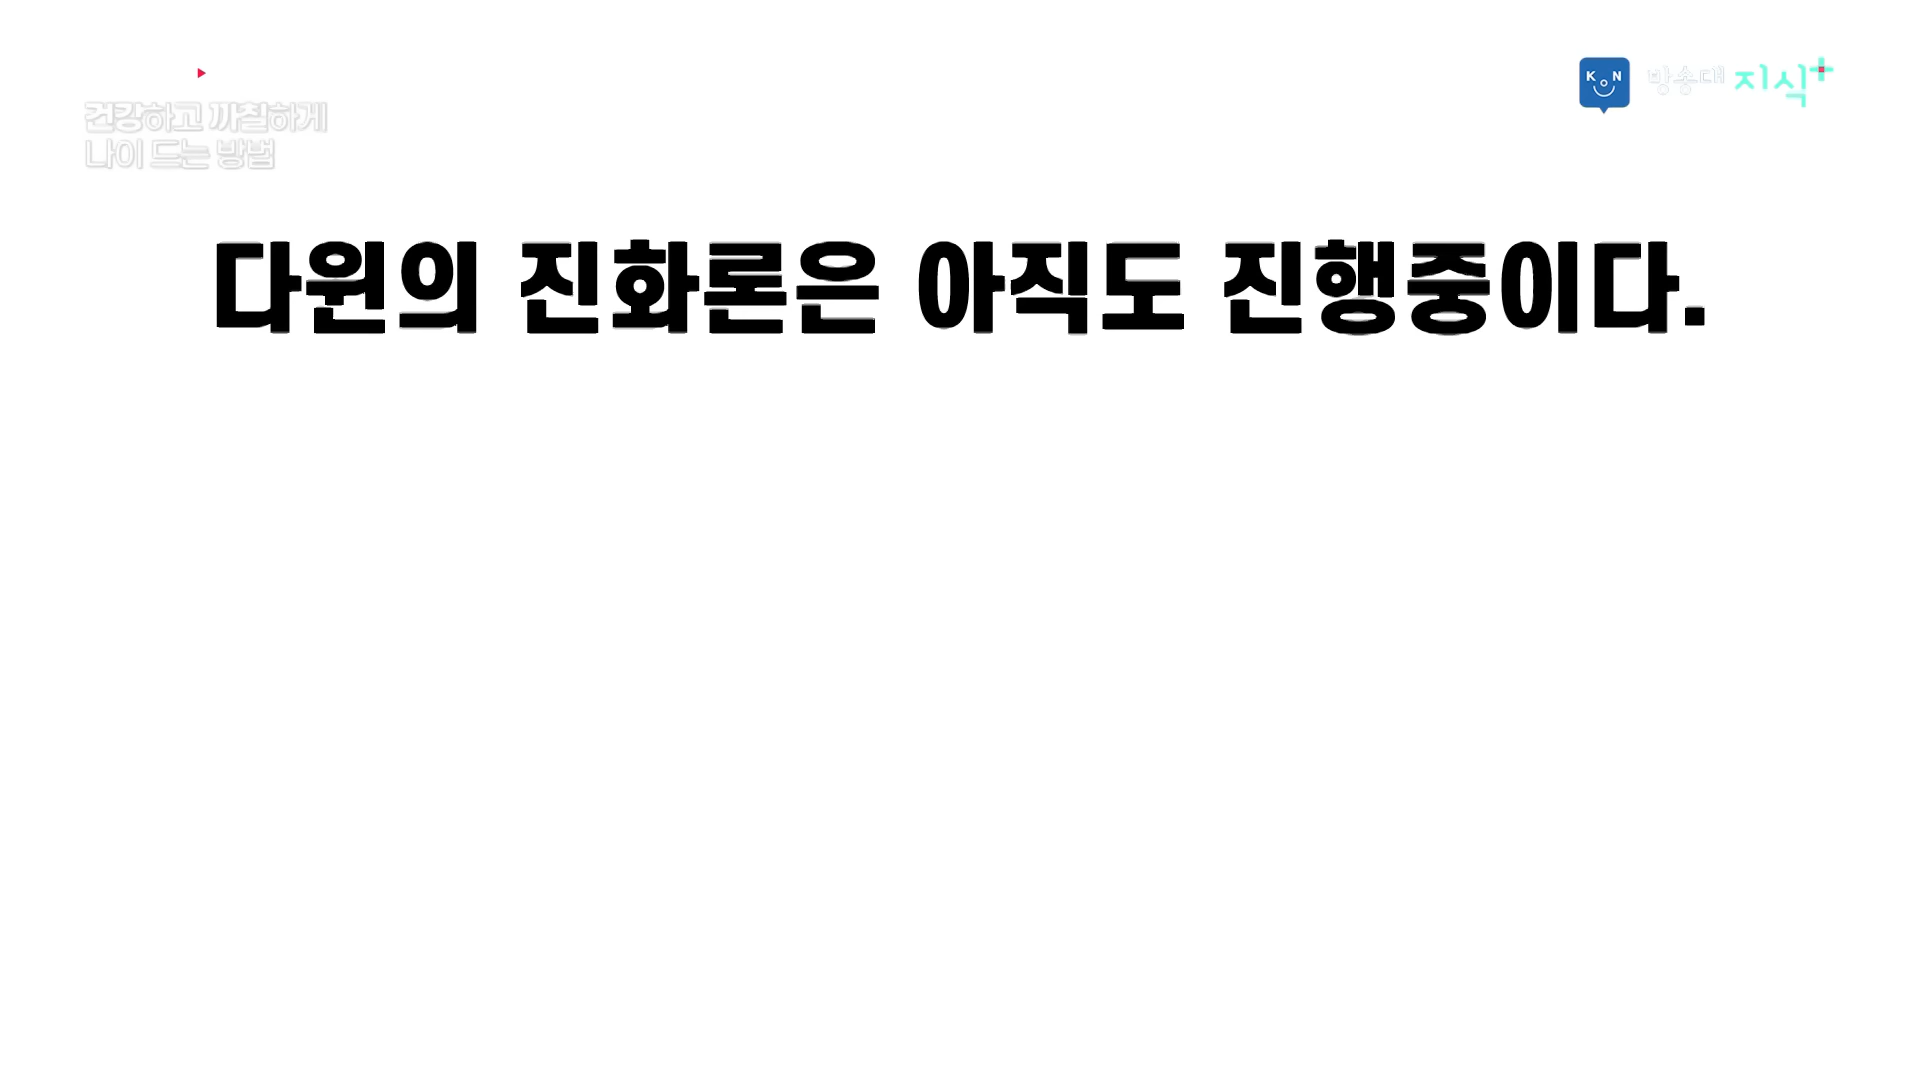 건강하고 까칠하게
나이 드는 방법
KON 방송대 지식+
다윈의 진화론은 아직도 진행중이다.